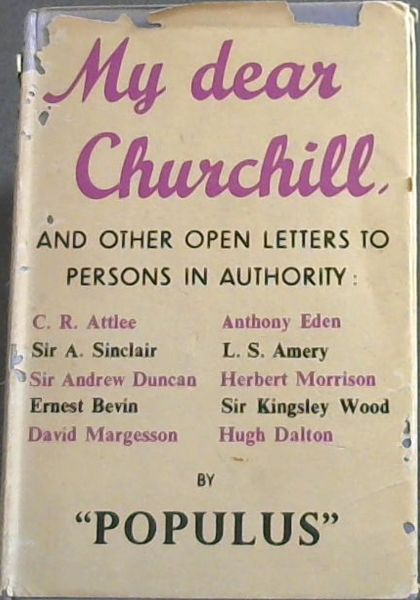 My dear
Churchill,
AND OTHER OPEN LETTERS TO
PERSONS IN AUTHORITY:
C. R. Attlee Anthony Eden
Sir A. Sinclair L. S. Amery
Sir Andrew Duncan Herbert Morrison
Ernest Bevin Sir Kingsley Wood
David Margesson Hugh Dalton
BY
"POPULUS"